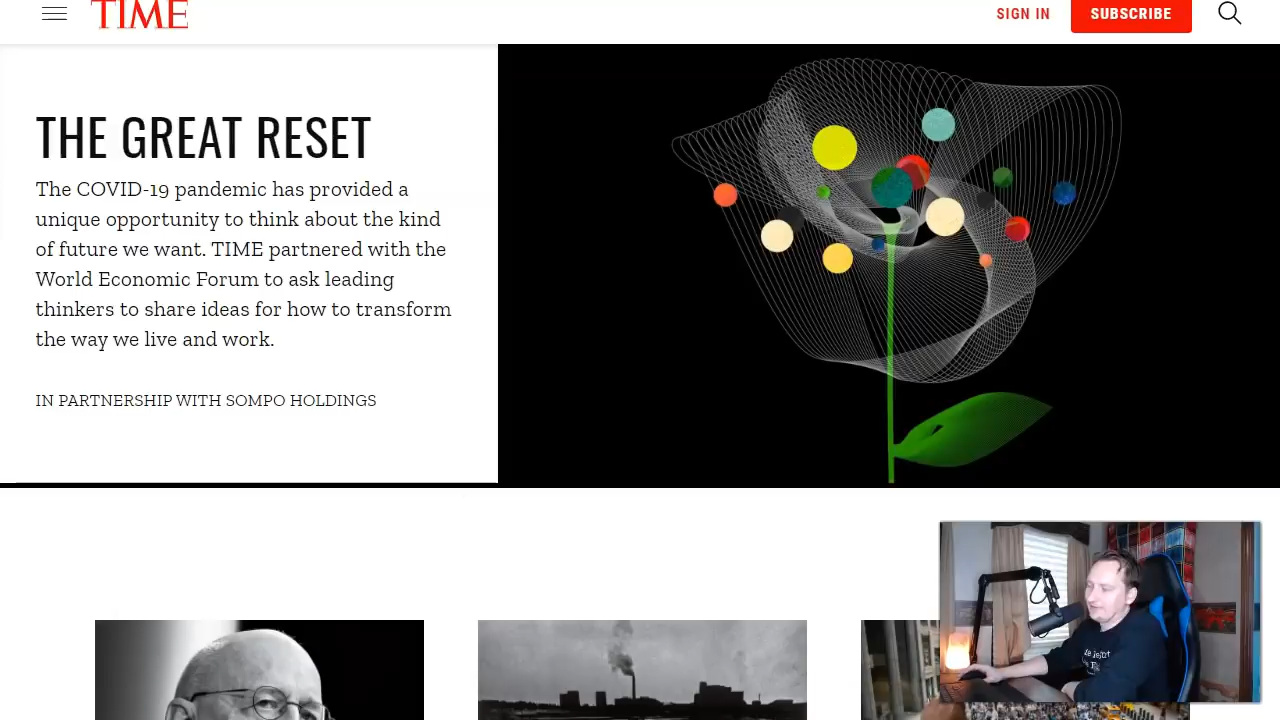 TIME
SIGN IN
SUBSCRIBE
THE GREAT RESET
The COVID-19 pandemic has provided a
unique opportunity to think about the kind
of future we want. TIME partnered with the
World Economic Forum to ask leading
thinkers to share ideas for how to transform
the way we live and work.
IN PARTNERSHIP WITH SOMPO HOLDINGS